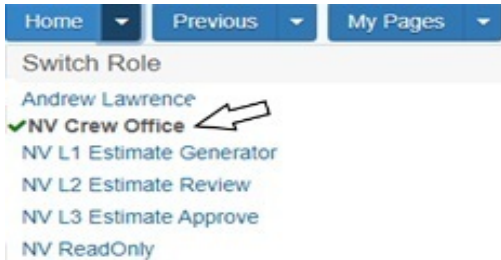 Home Previous My Pages
Switch Role
Andrew Lawrence
NV Crew Office
NV L1 Estimate Generator
NV L2 Estimate Review
NV L3 Estimate Approve
NV ReadOnly